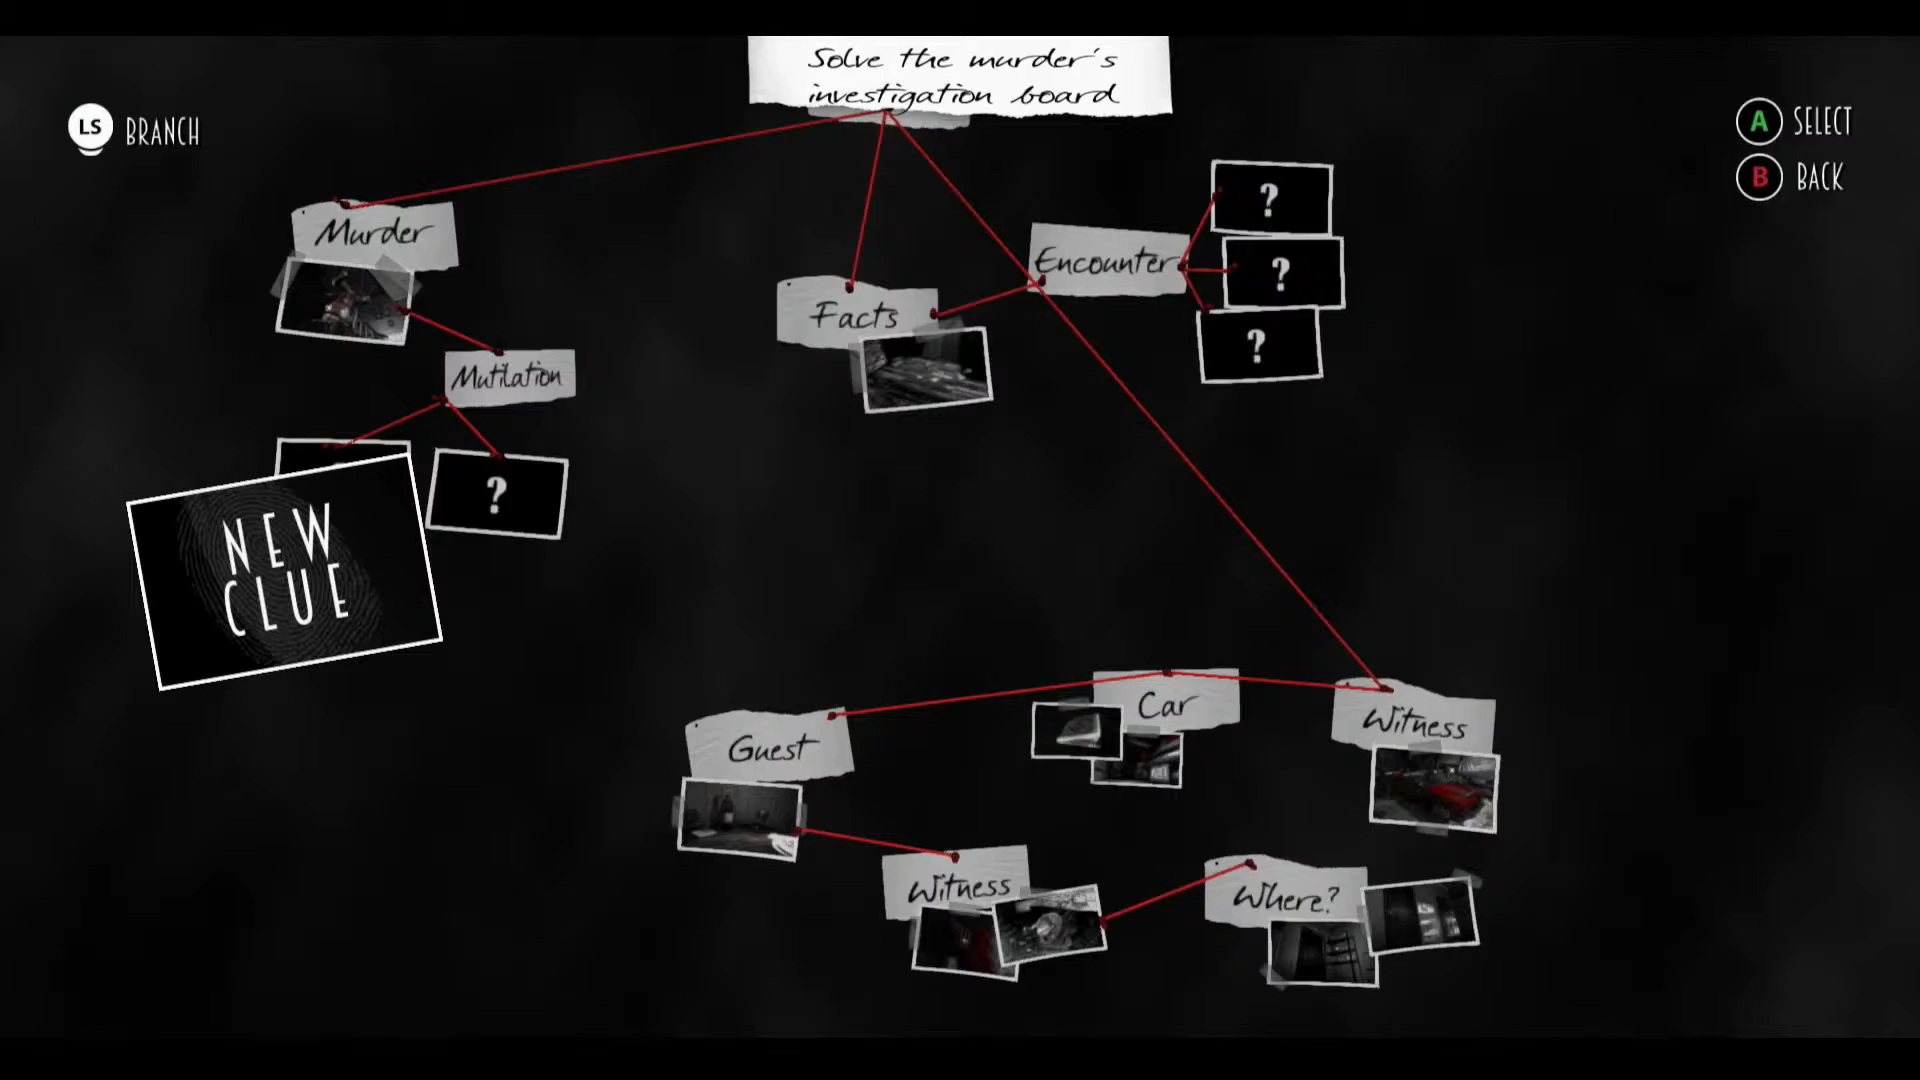 Solve the murder's
investigation board
LS BRANCH
A SELECT
B BACK
Murder
Mutilation
?
NEW
CLUE
Facts
Encounter
?
?
?
Car
Witness
Guest
Witness
Where?